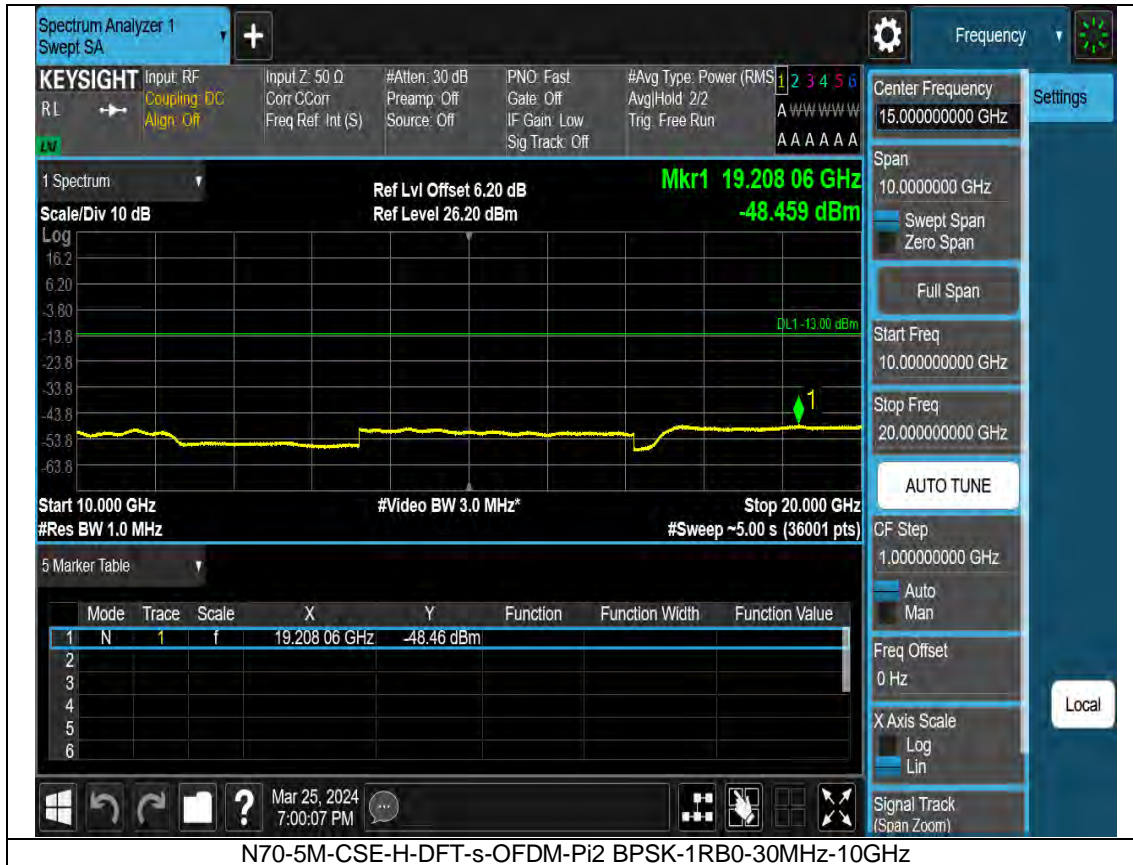 Spectrum Analyzer 1
Swept SA
+
Frequency
KEYSIGHT
RL
LXI
Input: RF
Coupling: DC
Align: Off
Input Z: 50 Ω
Corr CCorr
Freq Ref: Int (S)
#Atten: 30 dB
Preamp: Off
Source: Off
PNO: Fast
Gate: Off
IF Gain: Low
Sig Track: Off
#Avg Type: Power (RMS
Avg|Hold: 2/2
Trig: Free Run
1 2 3 4 5 6
A W W W W W
A A A A A A
1 Spectrum
Scale/Div 10 dB
Ref Lvl Offset 6.20 dB
Ref Level 26.20 dBm
Mkr1 19.208 06 GHz
-48.459 dBm
Log
16.2
6.20
-3.80
-13.8
-23.8
-33.8
-43.8
-53.8
-63.8
DL1 -13.00 dBm
1
Start 10.000 GHz
#Video BW 3.0 MHz*
Stop 20.000 GHz
#Res BW 1.0 MHz
#Sweep ~5.00 s (36001 pts)
5 Marker Table
Mode Trace Scale X Y Function Function Width Function Value
1 N 1 f 19.208 06 GHz -48.46 dBm
2
3
4
5
6
Center Frequency
15.000000000 GHz
Settings
Span
10.0000000 GHz
Swept Span
Zero Span
Full Span
Start Freq
10.000000000 GHz
Stop Freq
20.000000000 GHz
AUTO TUNE
CF Step
1.000000000 GHz
Auto
Man
Freq Offset
0 Hz
Local
X Axis Scale
Log
Lin
Signal Track
(Span Zoom)
?
Mar 25, 2024
7:00:07 PM
N70-5M-CSE-H-DFT-s-OFDM-Pi2 BPSK-1RB0-30MHz-10GHz